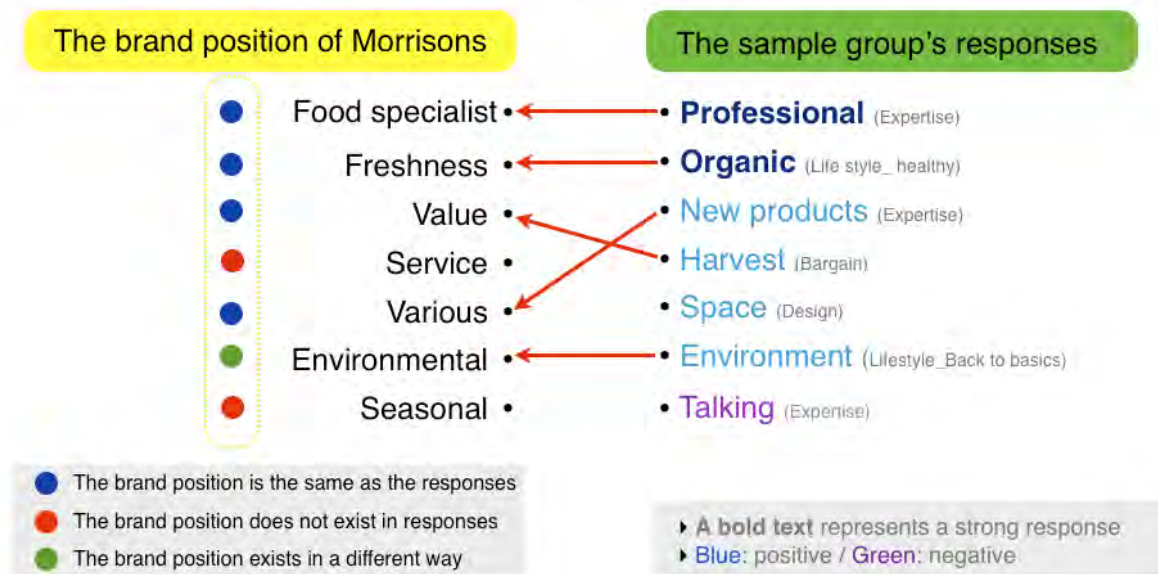 The brand position of Morrisons
The sample group's responses
Food specialist •
• Professional (Expertise)
Freshness •
• Organic (Life style_ healthy)
Value •
• New products (Expertise)
Service •
• Harvest (Bargain)
Various •
• Space (Design)
Environmental •
• Environment (Lifestyle_Back to basics)
Seasonal •
• Talking (Expertise)
The brand position is the same as the responses
The brand position does not exist in responses
The brand position exists in a different way
A bold text represents a strong response
Blue: positive / Green: negative